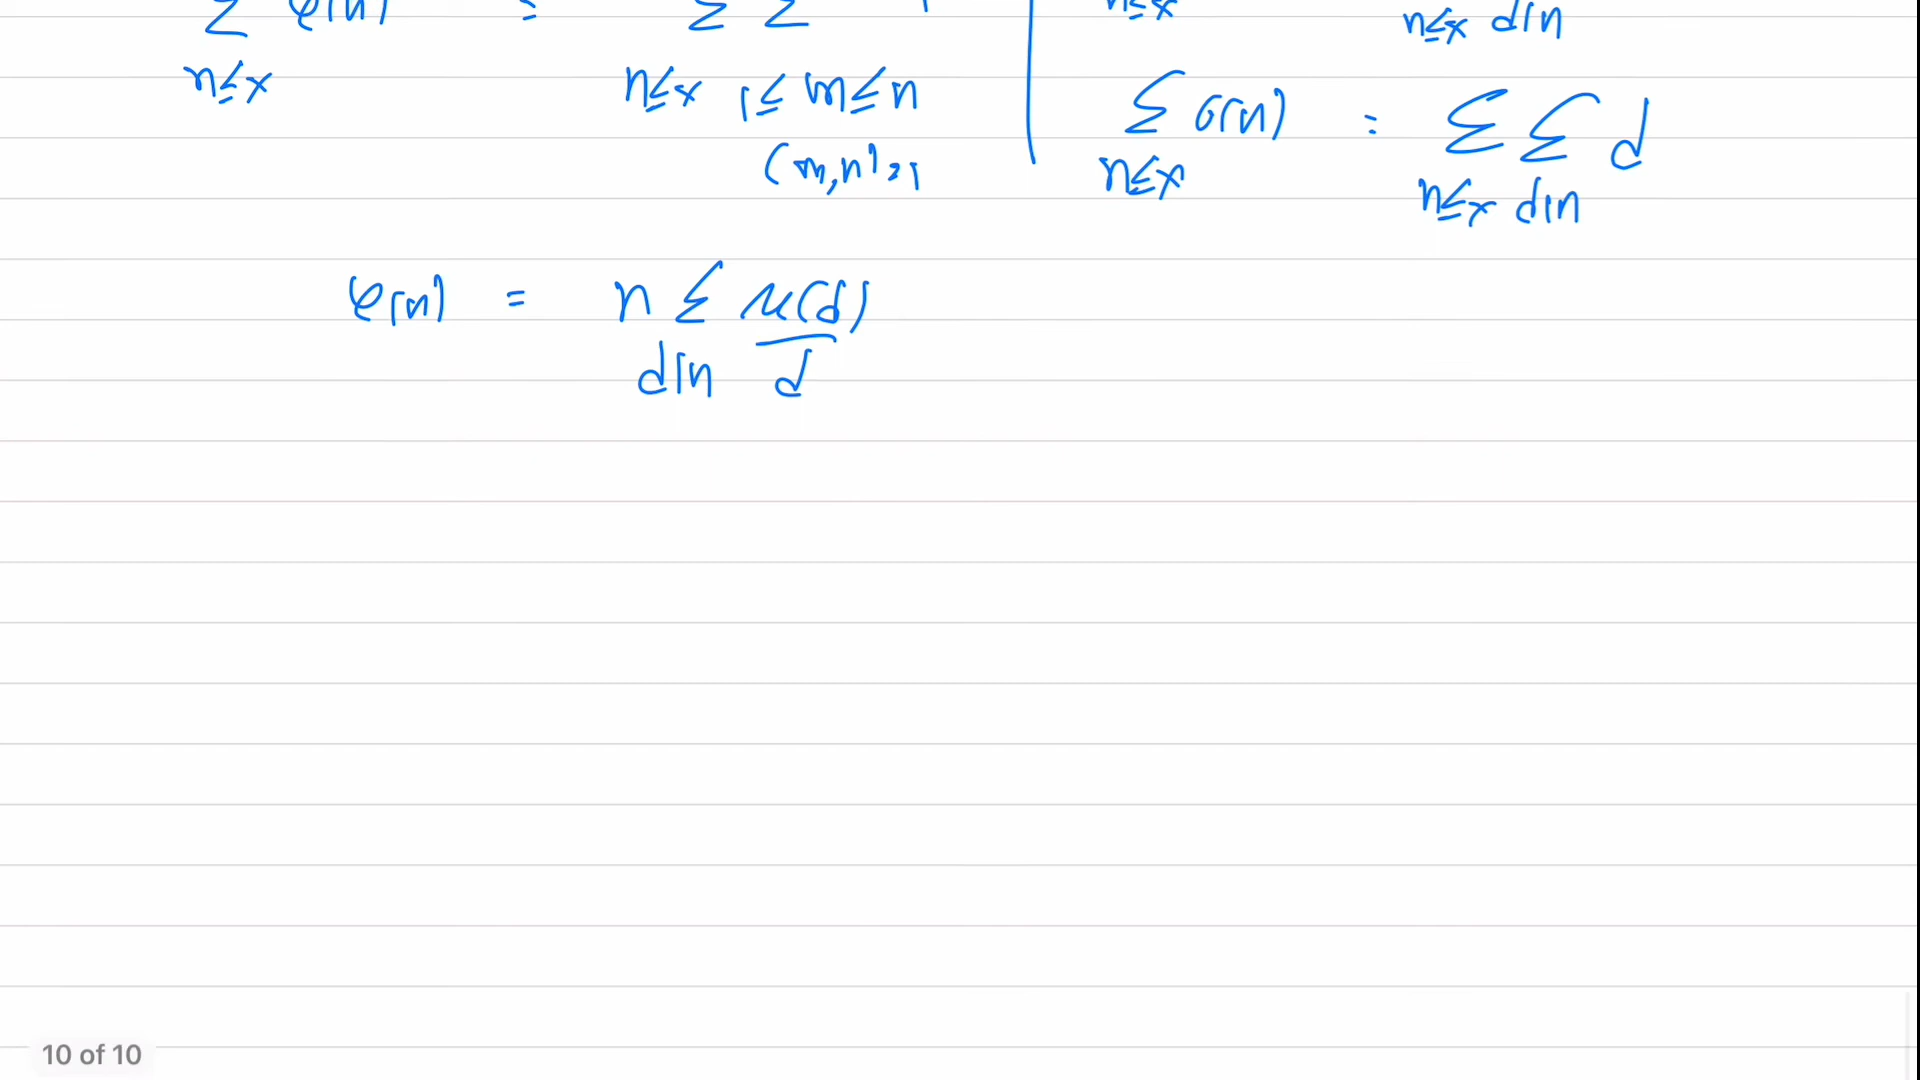 ∑ φ(n) = ∑ ∑ 1
n≤x n≤x 1≤m≤n
(m,n)=1
n≤x n≤x d|n
∑ σ(n) = ∑ ∑ d
n≤x n≤x d|n
φ(n) = n ∑ μ(d)
d|n d
10 of 10